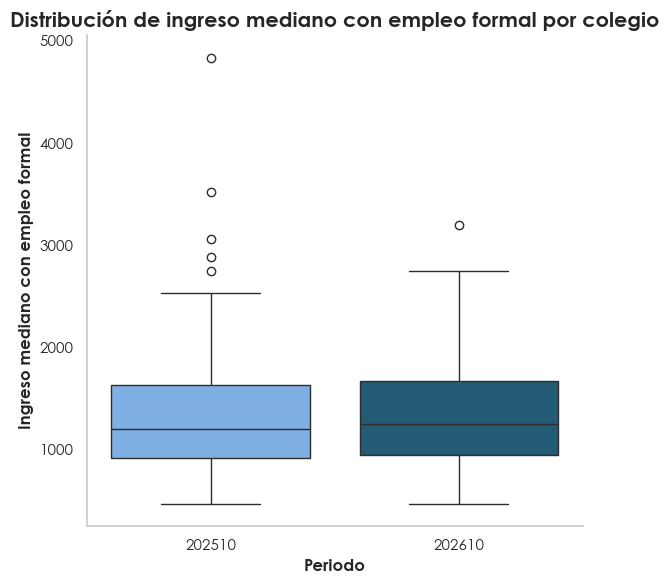 Distribución de ingreso mediano con empleo formal por colegio
Ingreso mediano con empleo formal
5000
4000
3000
2000
1000
202510
202610
Periodo